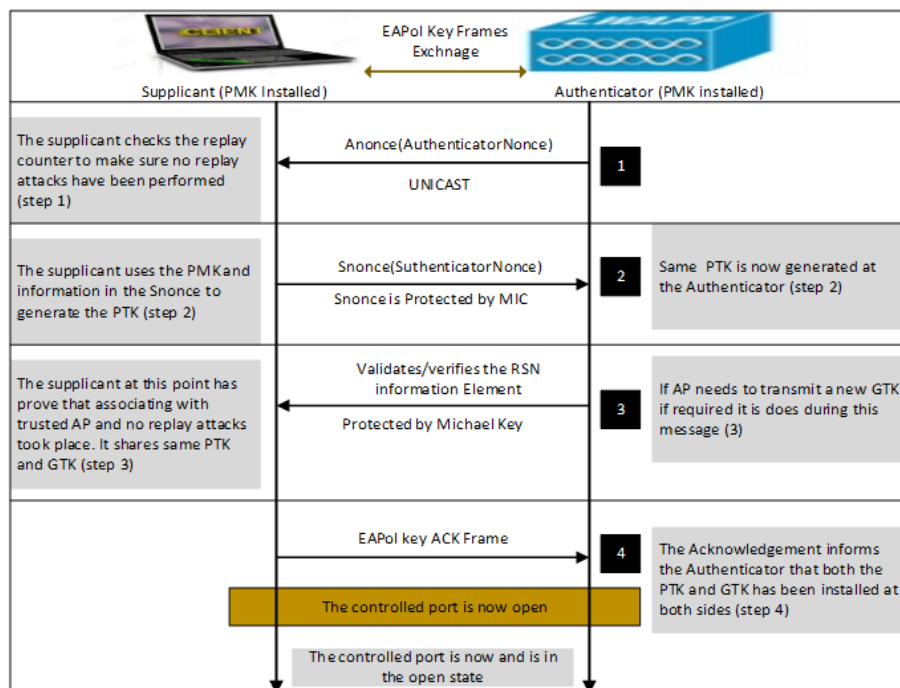 CLIENT
EAPol Key Frames
Exchnage
LWAPP
Supplicant (PMK Installed)
Authenticator (PMK installed)
The supplicant checks the replay
counter to make sure no replay
attacks have been performed
(step 1)
Anonce(AuthenticatorNonce)
UNICAST
1
The supplicant uses the PMK and
information in the Snonce to
generate the PTK (step 2)
Snonce(SuthenticatorNonce)
Snonce is Protected by MIC
2
Same PTK is now generated at
the Authenticator (step 2)
The supplicant at this point has
prove that associating with
trusted AP and no replay attacks
took place. It shares same PTK
and GTK (step 3)
Validates/verifies the RSN
information Element
Protected by Michael Key
3
If AP needs to transmit a new GTK
if required it is does during this
message (3)
EAPol key ACK Frame
4
The Acknowledgement informs
the Authenticator that both the
PTK and GTK has been installed at
both sides (step 4)
The controlled port is now open
The controlled port is now and is in
the open state